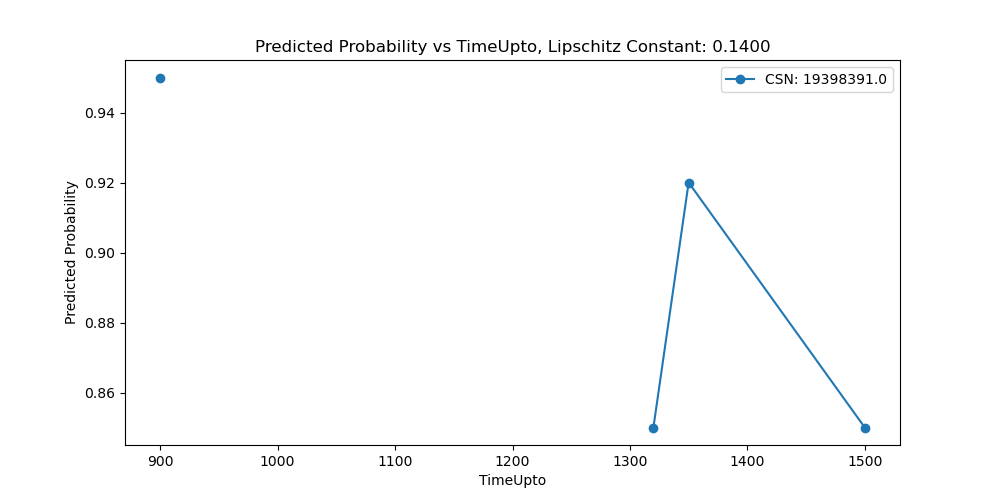 Predicted Probability vs TimeUpto, Lipschitz Constant: 0.1400
CSN: 19398391.0
Predicted Probability
0.94
0.92
0.90
0.88
0.86
900 1000 1100 1200 1300 1400 1500
TimeUpto